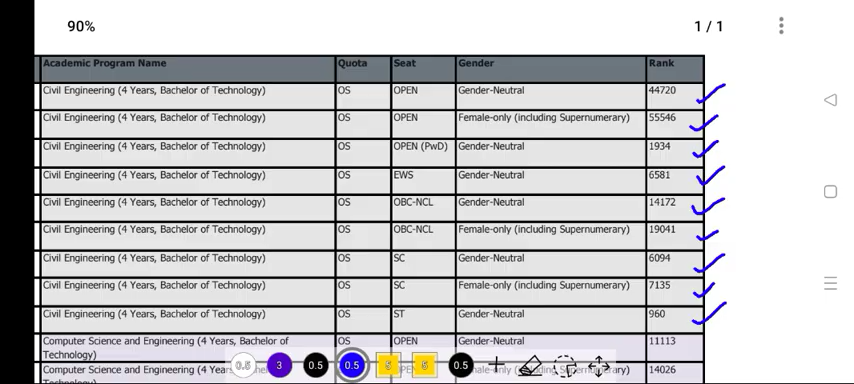 90%
1 / 1
Academic Program Name Quota Seat Gender Rank
Civil Engineering (4 Years, Bachelor of Technology) OS OPEN Gender-Neutral 44720
Civil Engineering (4 Years, Bachelor of Technology) OS OPEN Female-only (including Supernumerary) 55546
Civil Engineering (4 Years, Bachelor of Technology) OS OPEN (PwD) Gender-Neutral 1934
Civil Engineering (4 Years, Bachelor of Technology) OS EWS Gender-Neutral 6581
Civil Engineering (4 Years, Bachelor of Technology) OS OBC-NCL Gender-Neutral 14172
Civil Engineering (4 Years, Bachelor of Technology) OS OBC-NCL Female-only (including Supernumerary) 19041
Civil Engineering (4 Years, Bachelor of Technology) OS SC Gender-Neutral 6094
Civil Engineering (4 Years, Bachelor of Technology) OS SC Female-only (including Supernumerary) 7135
Civil Engineering (4 Years, Bachelor of Technology) OS ST Gender-Neutral 960
Computer Science and Engineering (4 Years, Bachelor of OS OPEN Gender-Neutral 11113
Technology)
Computer Science and Engineering (4 14026
0.5 3 0.5 0.5 5 5 0.5